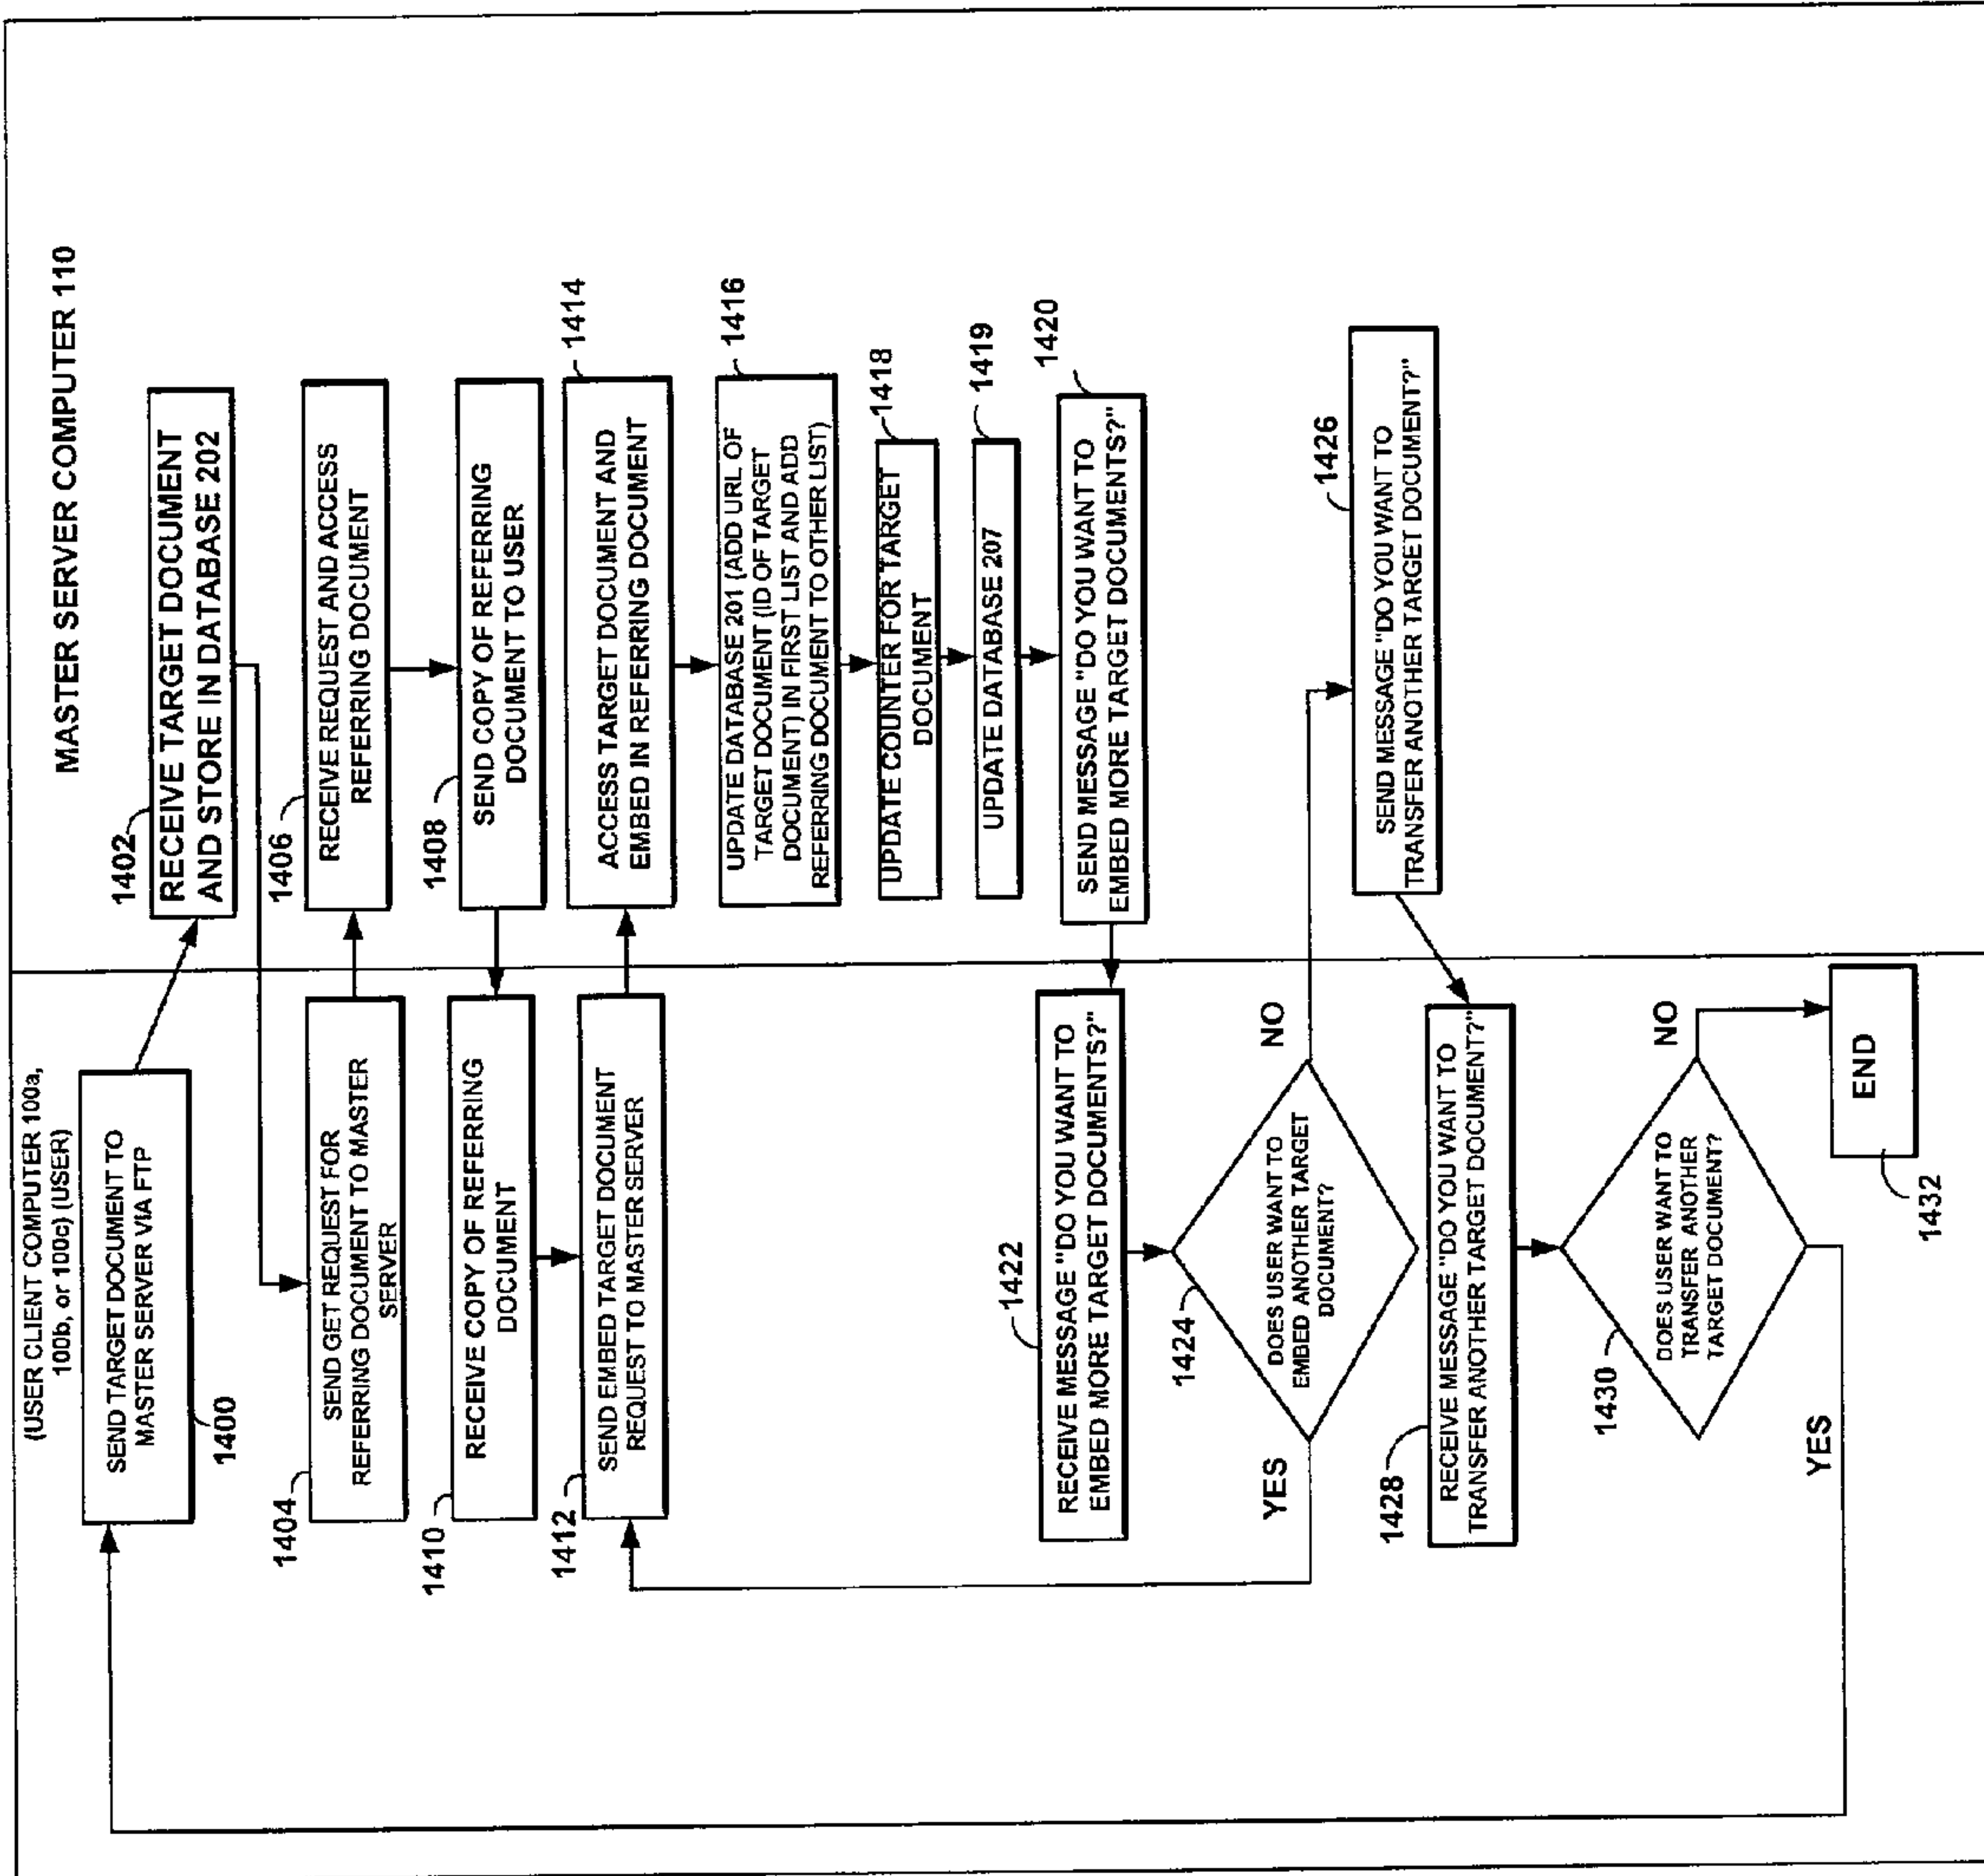 (USER CLIENT COMPUTER 100a,
100b, or 100c) (USER)
MASTER SERVER COMPUTER 110
SEND TARGET DOCUMENT TO
MASTER SERVER VIA FTP
1400
1402
RECEIVE TARGET DOCUMENT
AND STORE IN DATABASE 202
1404
SEND GET REQUEST FOR
REFERRING DOCUMENT TO MASTER
SERVER
1406
RECEIVE REQUEST AND ACCESS
REFERRING DOCUMENT
1408
SEND COPY OF REFERRING
DOCUMENT TO USER
1410
RECEIVE COPY OF REFERRING
DOCUMENT
1412
SEND EMBED TARGET DOCUMENT
REQUEST TO MASTER SERVER
1414
ACCESS TARGET DOCUMENT AND
EMBED IN REFERRING DOCUMENT
1416
UPDATE DATABASE 201 (ADD URL OF
TARGET DOCUMENT (ID OF TARGET
DOCUMENT) IN FIRST LIST AND ADD
REFERRING DOCUMENT TO OTHER LIST)
1418
UPDATE COUNTER FOR TARGET
DOCUMENT
1419
UPDATE DATABASE 207
1420
SEND MESSAGE "DO YOU WANT TO
EMBED MORE TARGET DOCUMENTS?"
1422
RECEIVE MESSAGE "DO YOU WANT TO
EMBED MORE TARGET DOCUMENTS?"
1424
DOES USER WANT TO
EMBED ANOTHER TARGET
DOCUMENT?
YES
NO
1426
SEND MESSAGE "DO YOU WANT TO
TRANSFER ANOTHER TARGET DOCUMENT?"
1428
RECEIVE MESSAGE "DO YOU WANT TO
TRANSFER ANOTHER TARGET DOCUMENT?"
1430
DOES USER WANT TO
TRANSFER ANOTHER
TARGET DOCUMENT?
YES
NO
END
1432